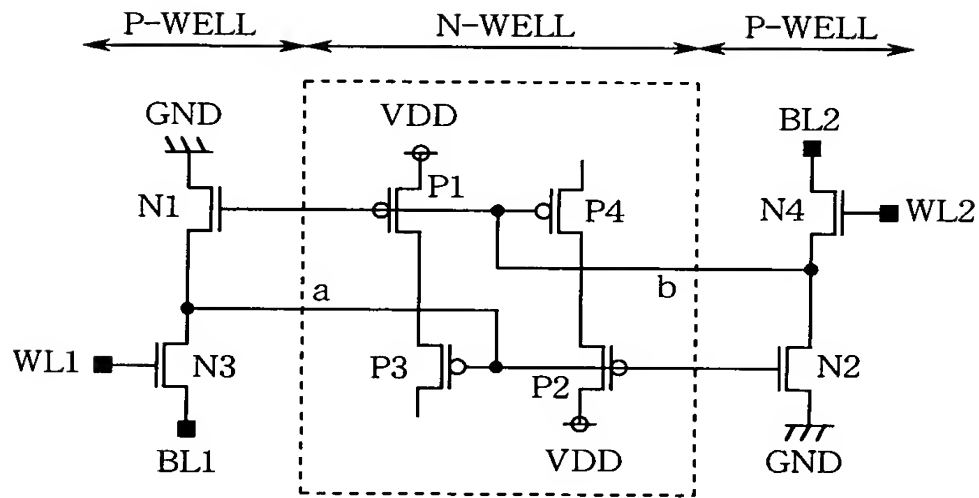 P-WELL N-WELL P-WELL
GND VDD BL2
N1 P1 P4 N4 WL2
a b
WL1 N3 P3 P2 N2
BL1 VDD GND